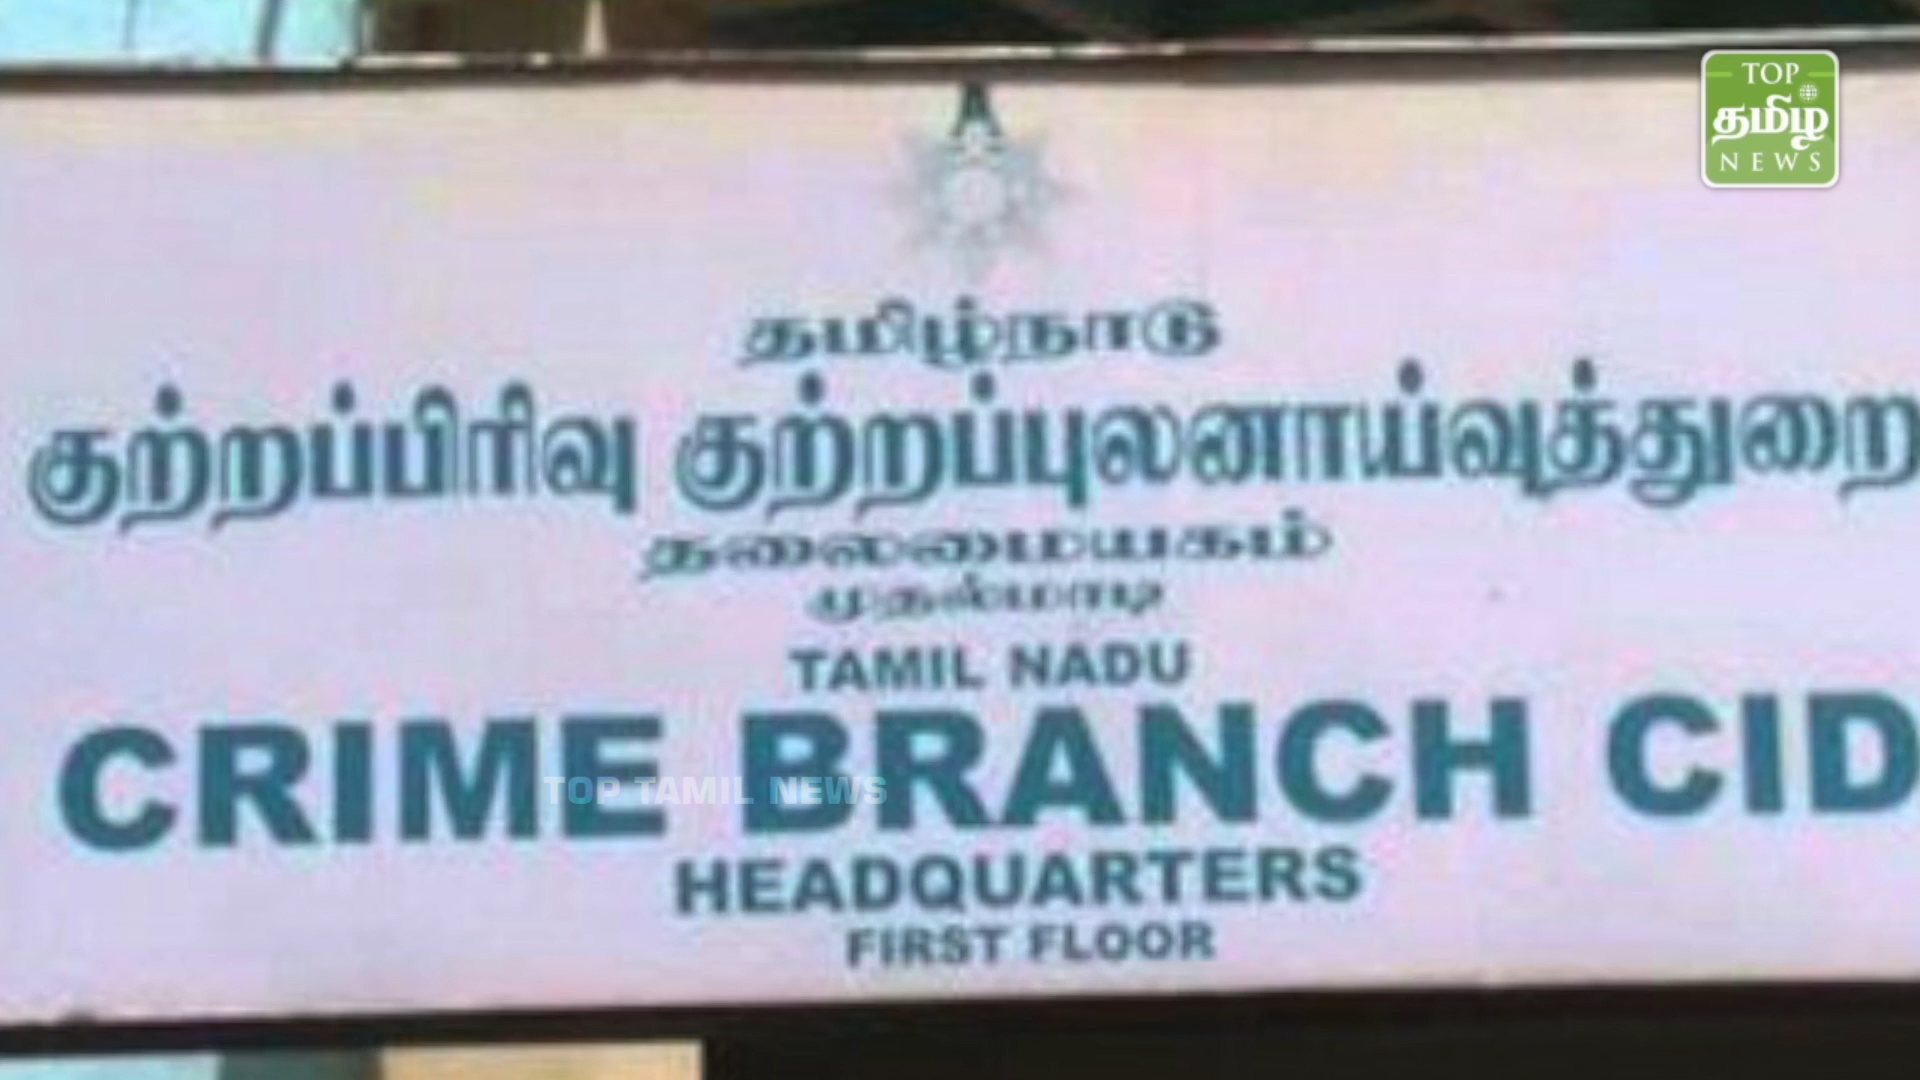 TOP
தமிழ்
NEWS
தமிழ்நாடு
குற்றப்பிரிவு குற்றப்புலனாய்வுத்துறை
தலைமையகம்
முதல்மாடி
TAMIL NADU
CRIME BRANCH CID
TOP TAMIL NEWS
HEADQUARTERS
FIRST FLOOR